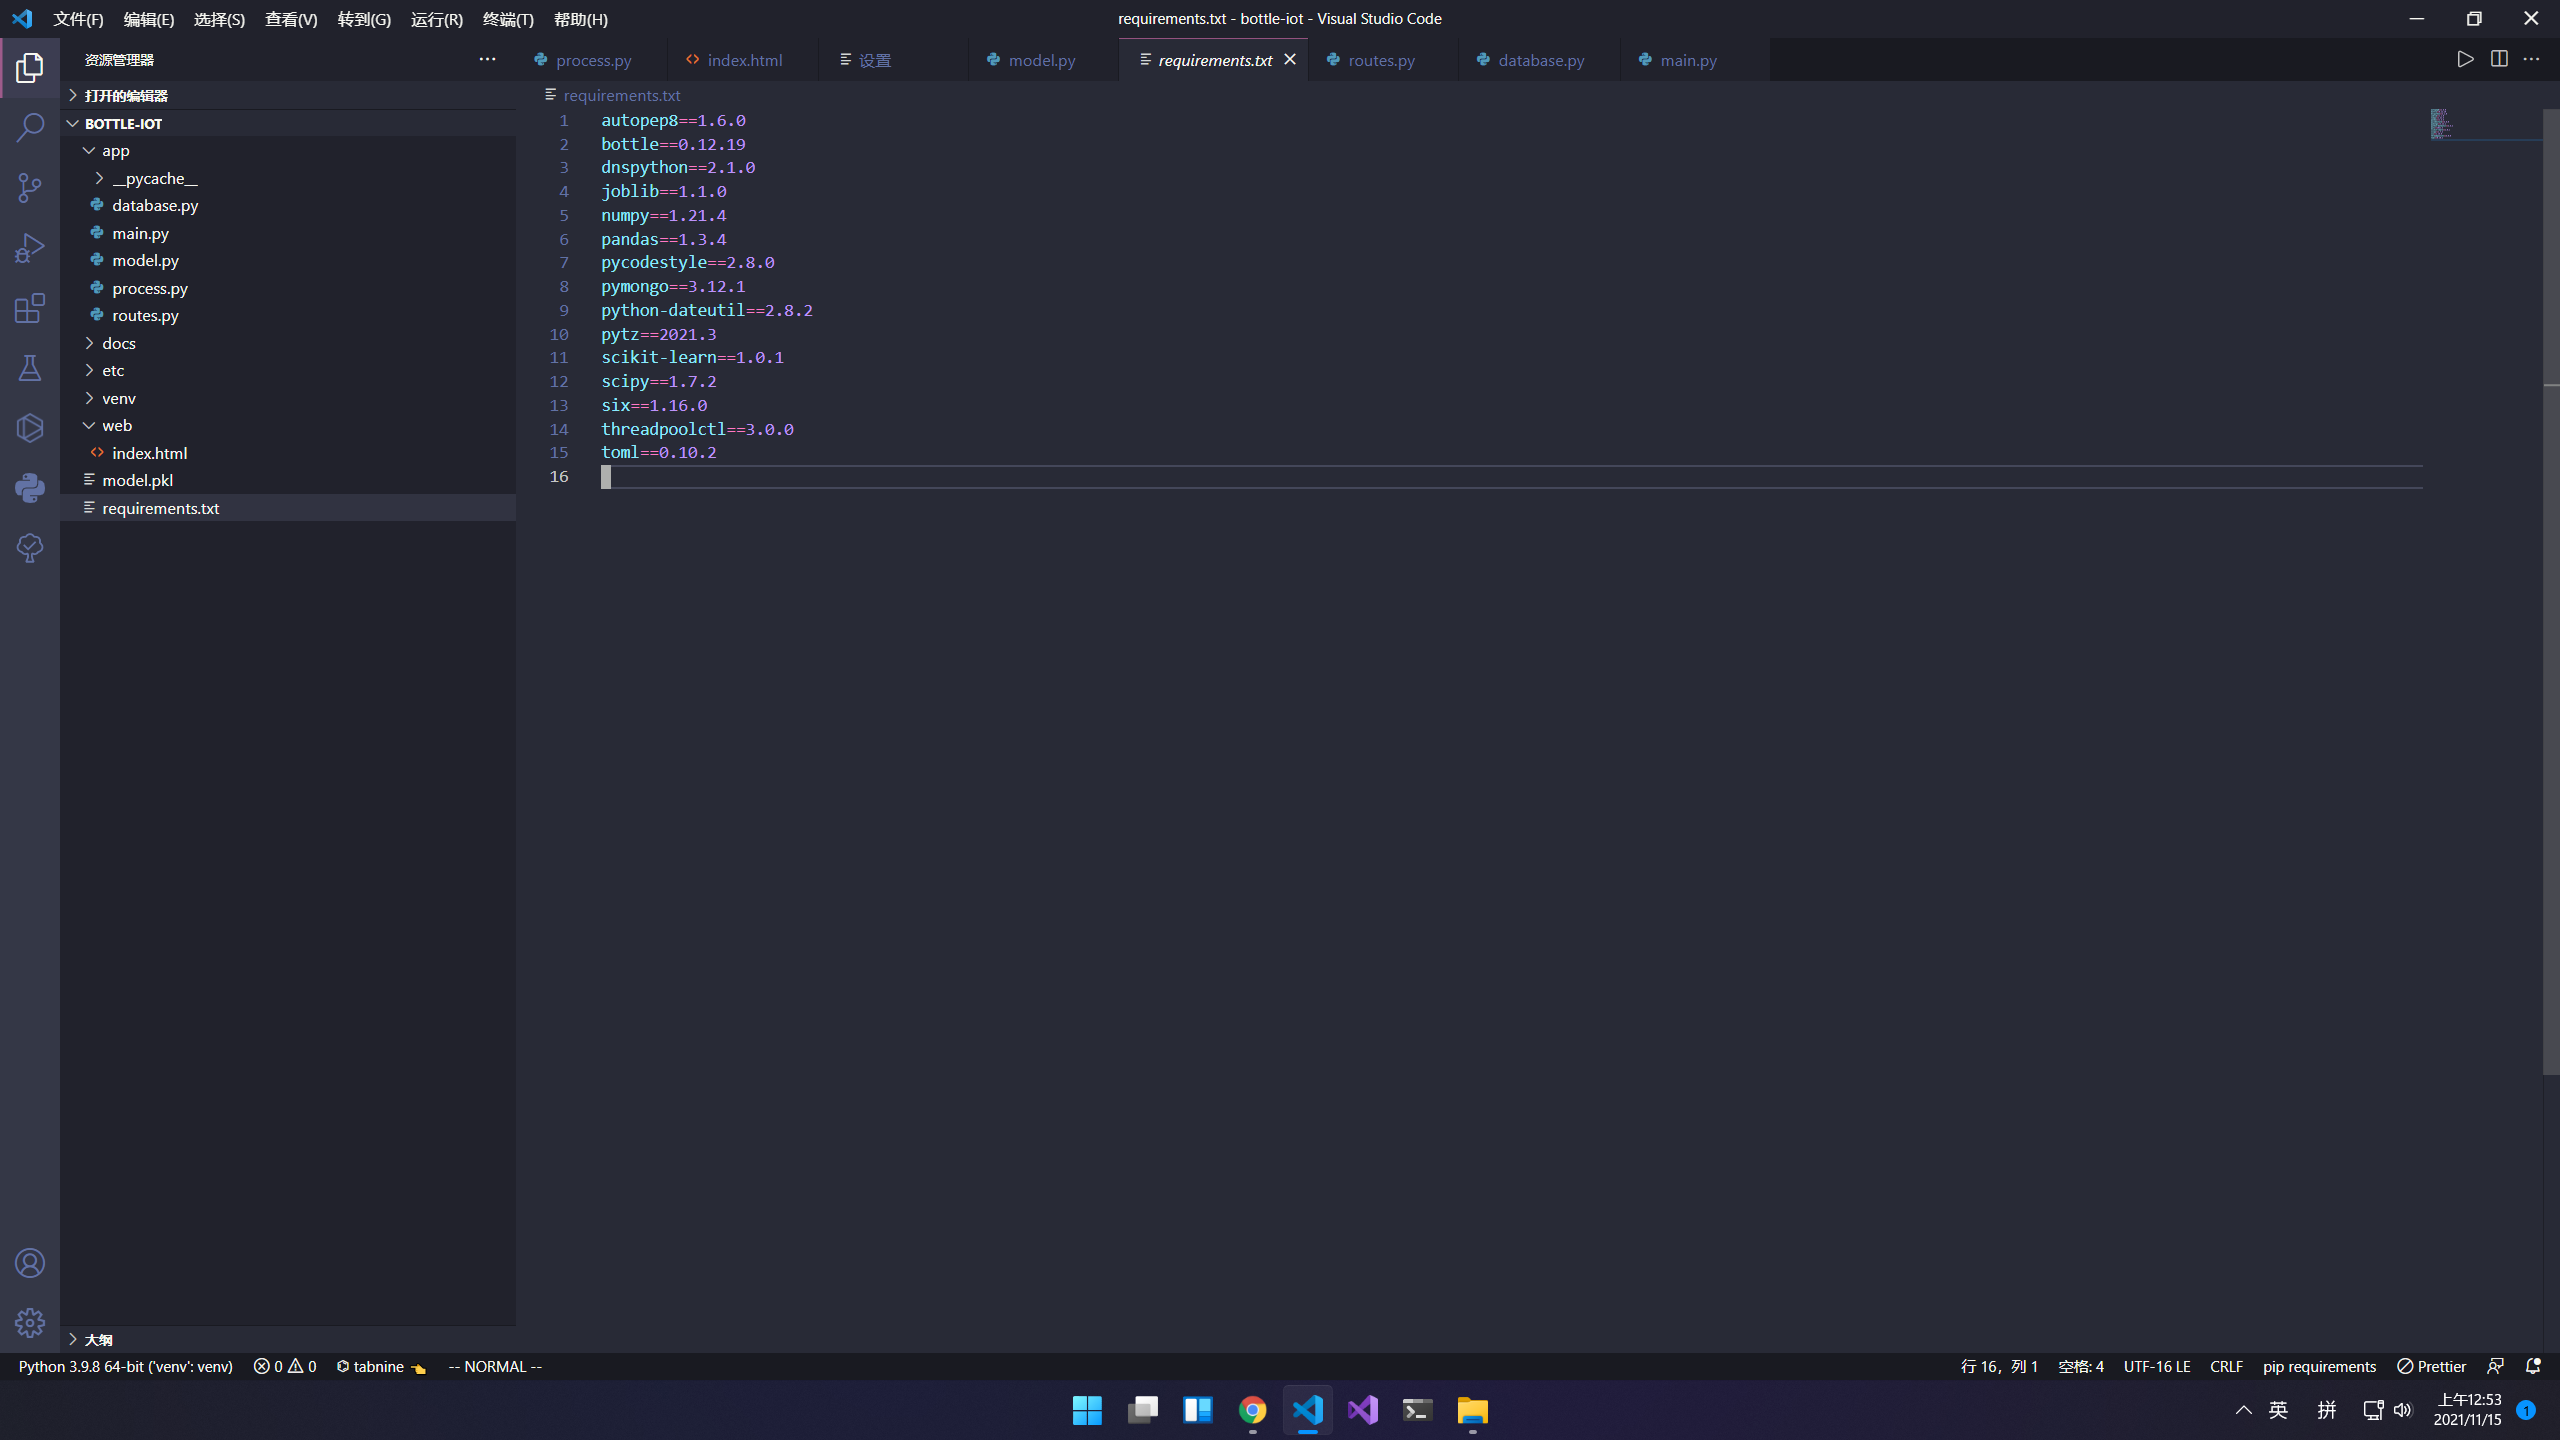 文件(F) 编辑(E) 选择(S) 查看(V) 转到(G) 运行(R) 终端(T) 帮助(H)
requirements.txt - bottle-iot - Visual Studio Code
资源管理器
process.py
index.html
设置
model.py
requirements.txt
routes.py
database.py
main.py
打开的编辑器
BOTTLE-IOT
app
__pycache__
database.py
main.py
model.py
process.py
routes.py
docs
etc
venv
web
index.html
model.pkl
requirements.txt
大纲
requirements.txt
1 autopep8==1.6.0
2 bottle==0.12.19
3 dnspython==2.1.0
4 joblib==1.1.0
5 numpy==1.21.4
6 pandas==1.3.4
7 pycodestyle==2.8.0
8 pymongo==3.12.1
9 python-dateutil==2.8.2
10 pytz==2021.3
11 scikit-learn==1.0.1
12 scipy==1.7.2
13 six==1.16.0
14 threadpoolctl==3.0.0
15 toml==0.10.2
16
Python 3.9.8 64-bit ('venv': venv) 0 0 tabnine -- NORMAL --
行 16，列 1 空格: 4 UTF-16 LE CRLF pip requirements Prettier
英 拼
上午12:53
2021/11/15
1